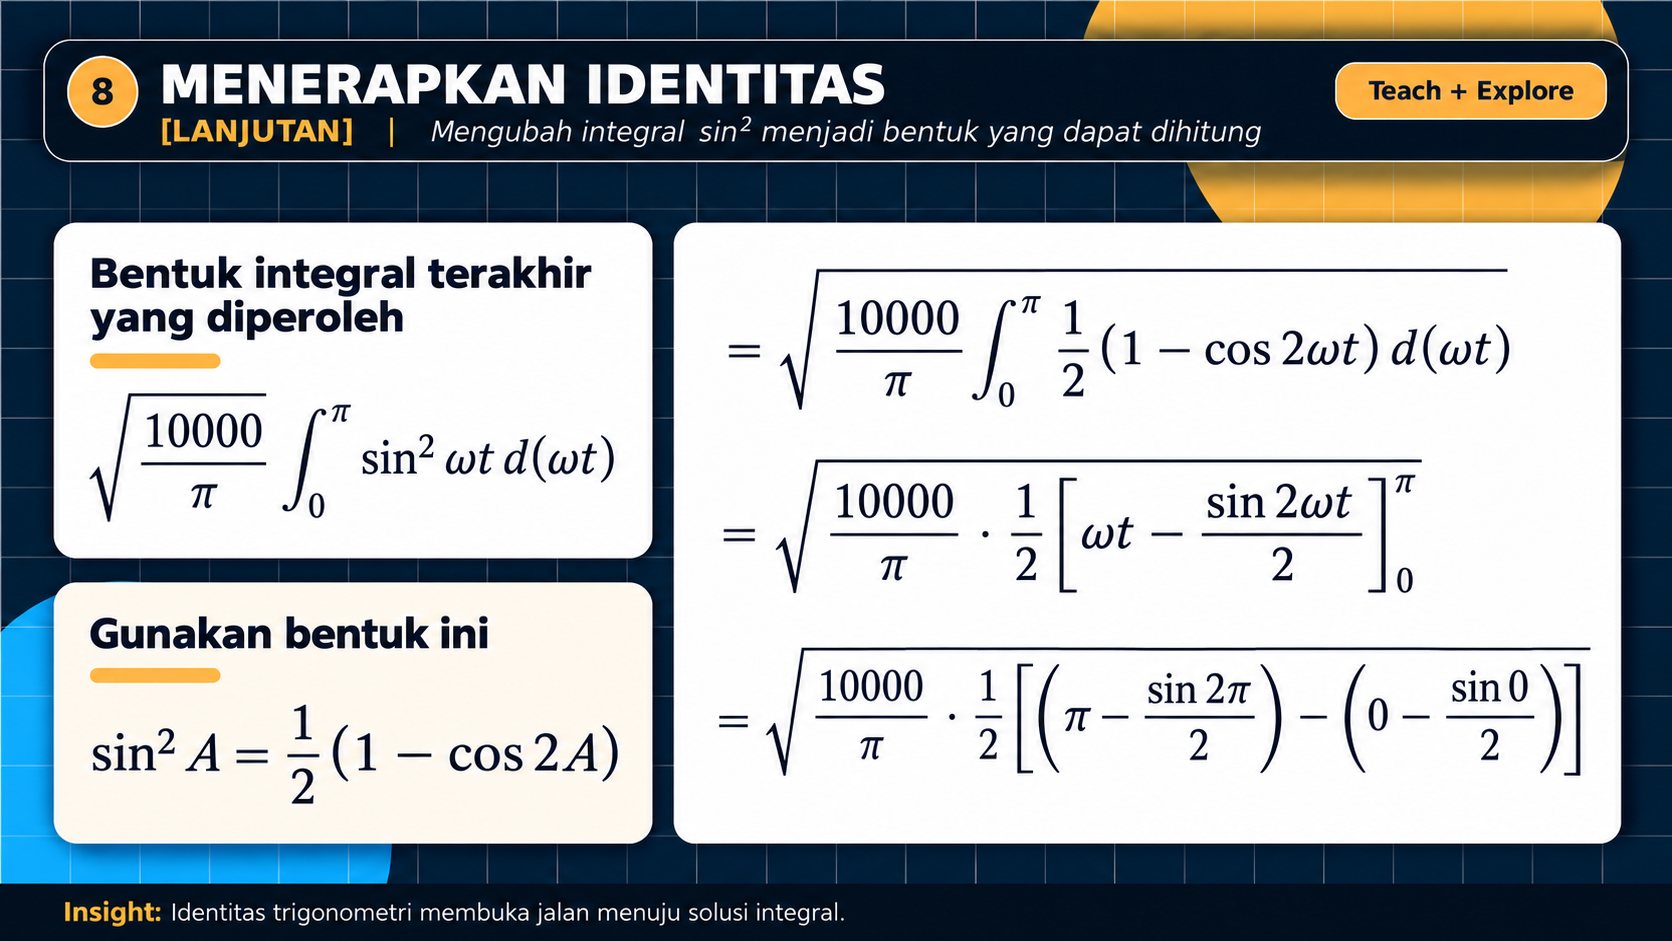 8
MENERAPKAN IDENTITAS
[LANJUTAN] | Mengubah integral sin² menjadi bentuk yang dapat dihitung
Teach + Explore
Bentuk integral terakhir
yang diperoleh
√(10000/π) ∫₀^π sin² ωt d(ωt)
Gunakan bentuk ini
sin² A = 1/2 (1 − cos 2A)
= √(10000/π ∫₀^π 1/2 (1 − cos 2ωt) d(ωt))
= √(10000/π · 1/2 [ωt − sin 2ωt/2]₀^π)
= √(10000/π · 1/2 [(π − sin 2π/2) − (0 − sin 0/2)])
Insight: Identitas trigonometri membuka jalan menuju solusi integral.